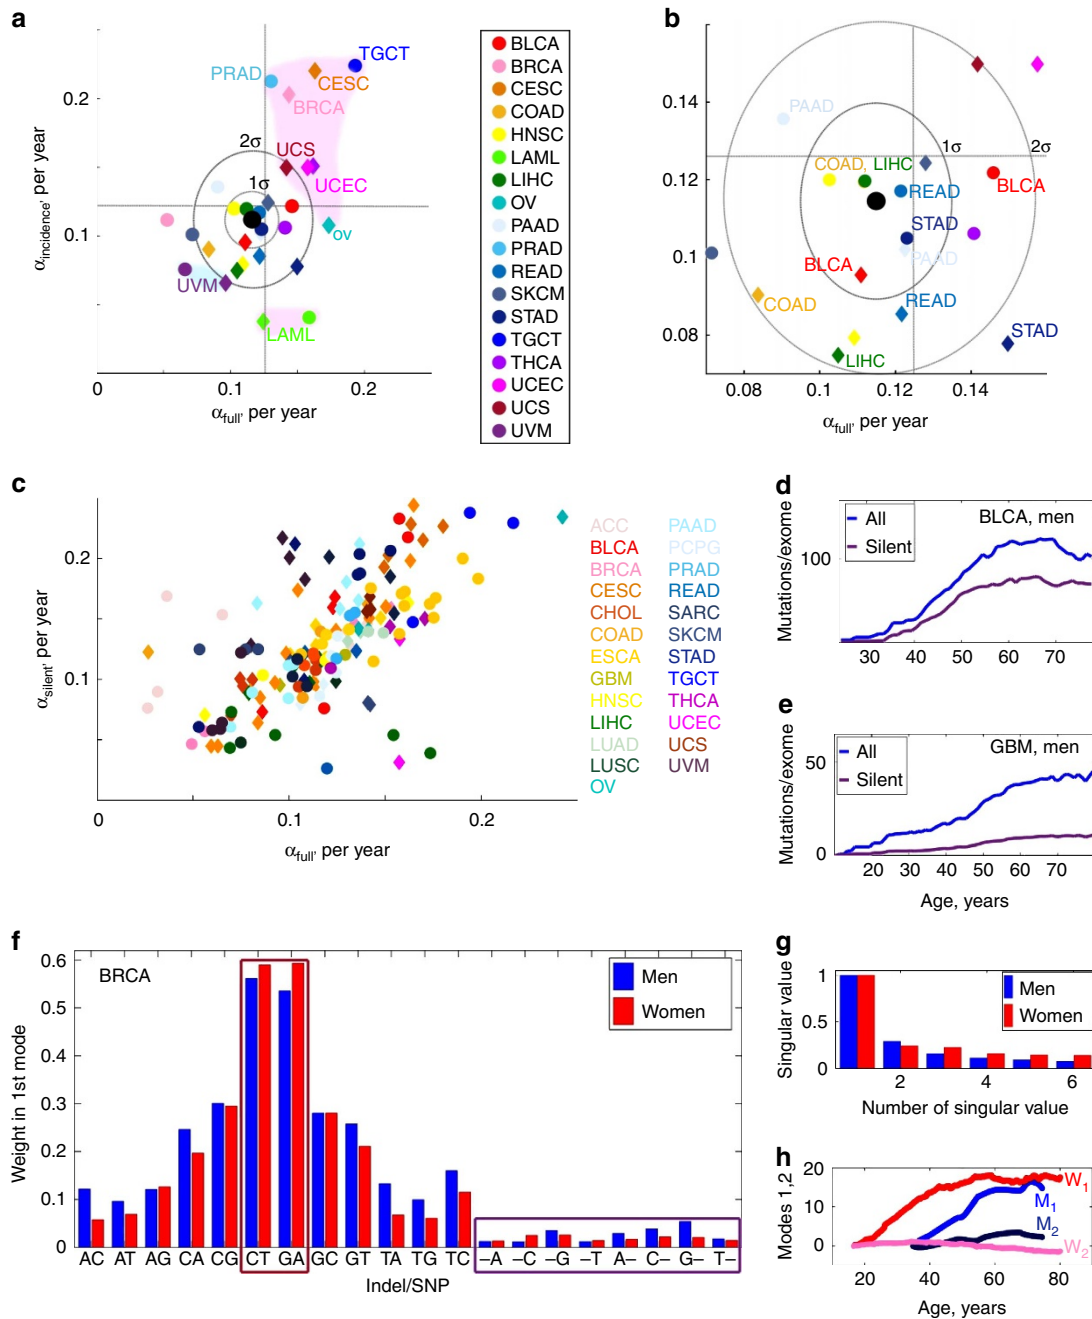 a
α_incidence, per year
0.2
0.1
0
0.1
0.2
α_full, per year
TGCT
PRAD
CESC
BRCA
2σ
UCS
1σ
UCEC
OV
UVM
LAML
BLCA
BRCA
CESC
COAD
HNSC
LAML
LIHC
OV
PAAD
PRAD
READ
SKCM
STAD
TGCT
THCA
UCEC
UCS
UVM
b
0.14
0.12
0.1
0.08
0.08
0.1
0.12
0.14
α_full, per year
PAAD
1σ
2σ
COAD, LIHC
READ
BLCA
STAD
PAAD
BLCA
COAD
READ
STAD
LIHC
c
α_silent, per year
0.2
0.1
0
0.1
0.2
α_full, per year
ACC
BLCA
BRCA
CESC
CHOL
COAD
ESCA
GBM
HNSC
LIHC
LUAD
LUSC
OV
PAAD
PCPG
PRAD
READ
SARC
SKCM
STAD
TGCT
THCA
UCEC
UCS
UVM
d
Mutations/exome
100
All
Silent
BLCA, men
30 40 50 60 70
e
Mutations/exome
50
0
All
Silent
GBM, men
20 30 40 50 60 70
Age, years
f
Weight in 1st mode
0.6
0.5
0.4
0.3
0.2
0.1
0
BRCA
Men
Women
AC AT AG CA CG CT GA GC GT TA TG TC –A –C –G –T A– C– G– T–
Indel/SNP
g
Singular value
1
0.5
0
Men
Women
2 4 6
Number of singular value
h
Modes 1,2
20
10
0
W₁
M₁
M₂
W₂
20 40 60 80
Age, years